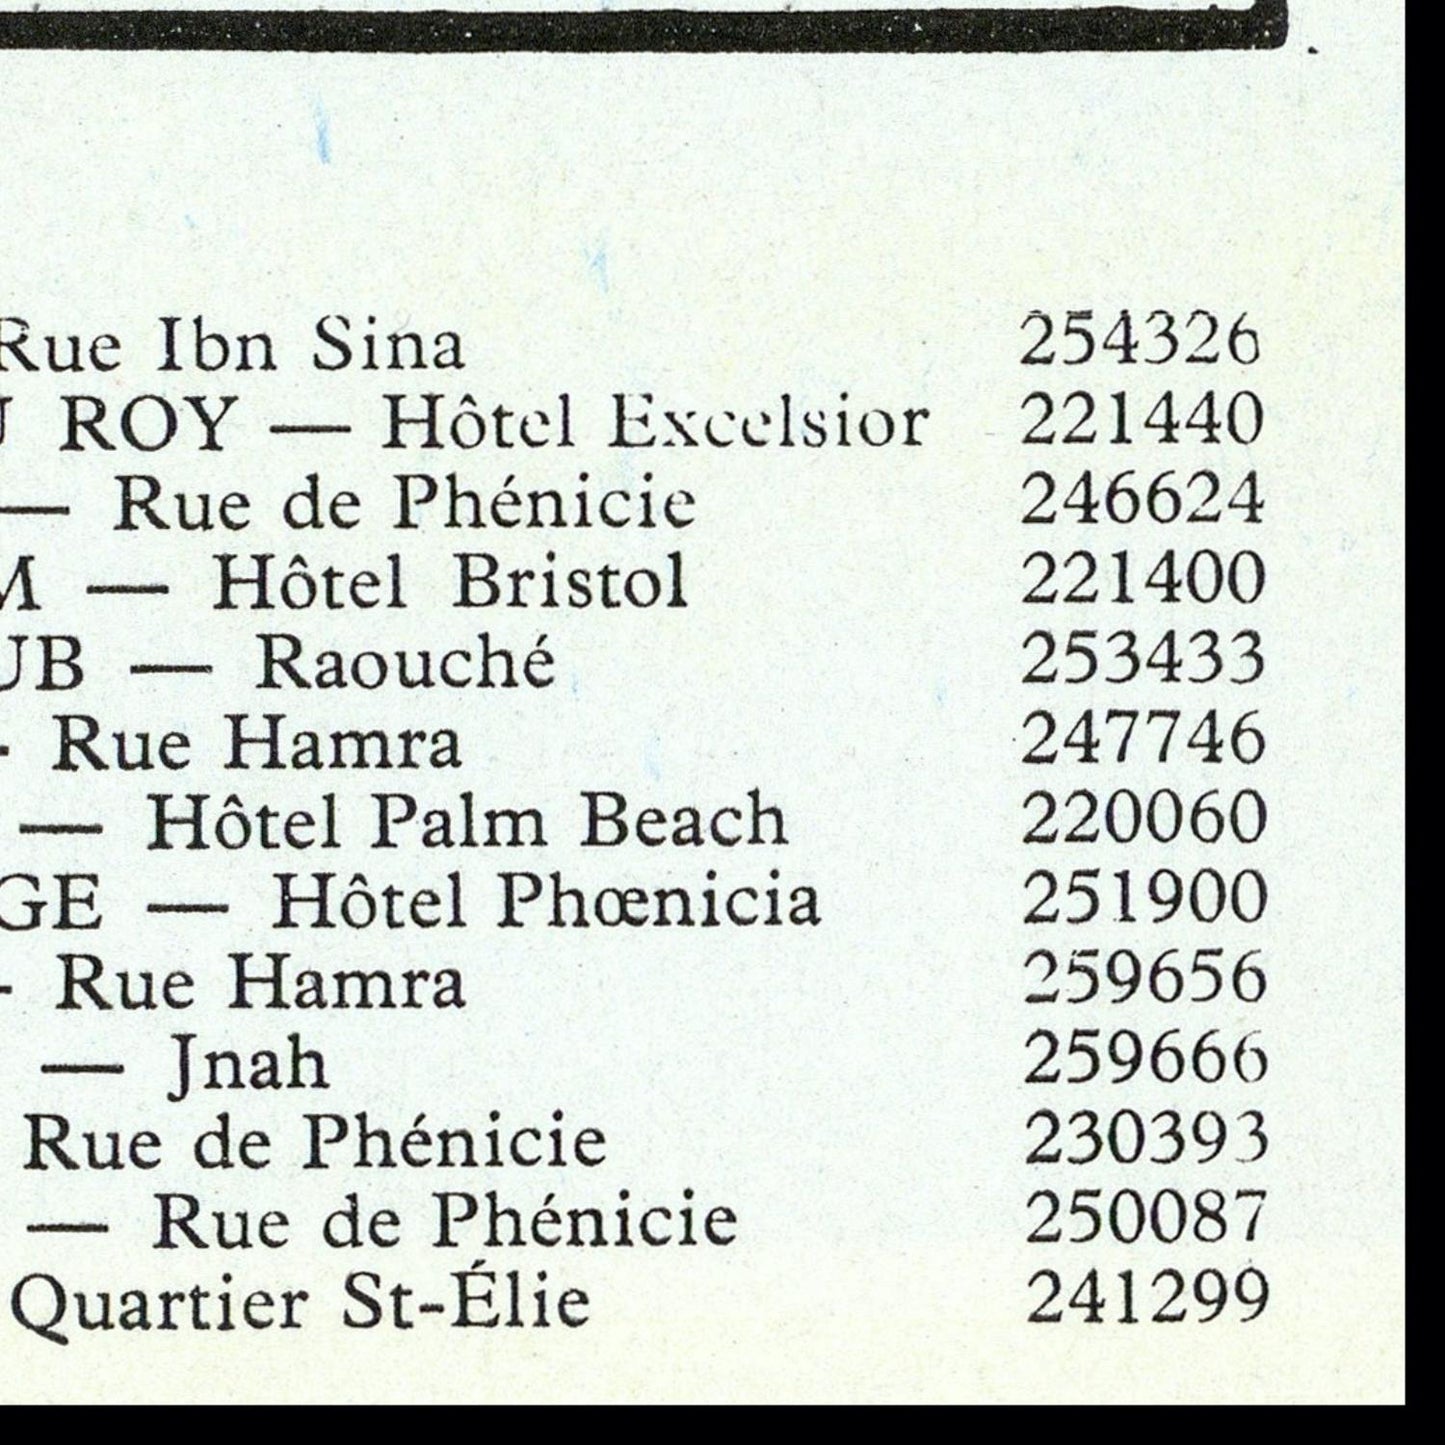 Rue Ibn Sina 254326
ROY — Hôtel Excelsior 221440
— Rue de Phénicie 246624
M — Hôtel Bristol 221400
UB — Raouché 253433
- Rue Hamra 247746
— Hôtel Palm Beach 220060
GE — Hôtel Phœnicia 251900
- Rue Hamra 259656
— Jnah 259666
Rue de Phénicie 230393
— Rue de Phénicie 250087
Quartier St-Élie 241299